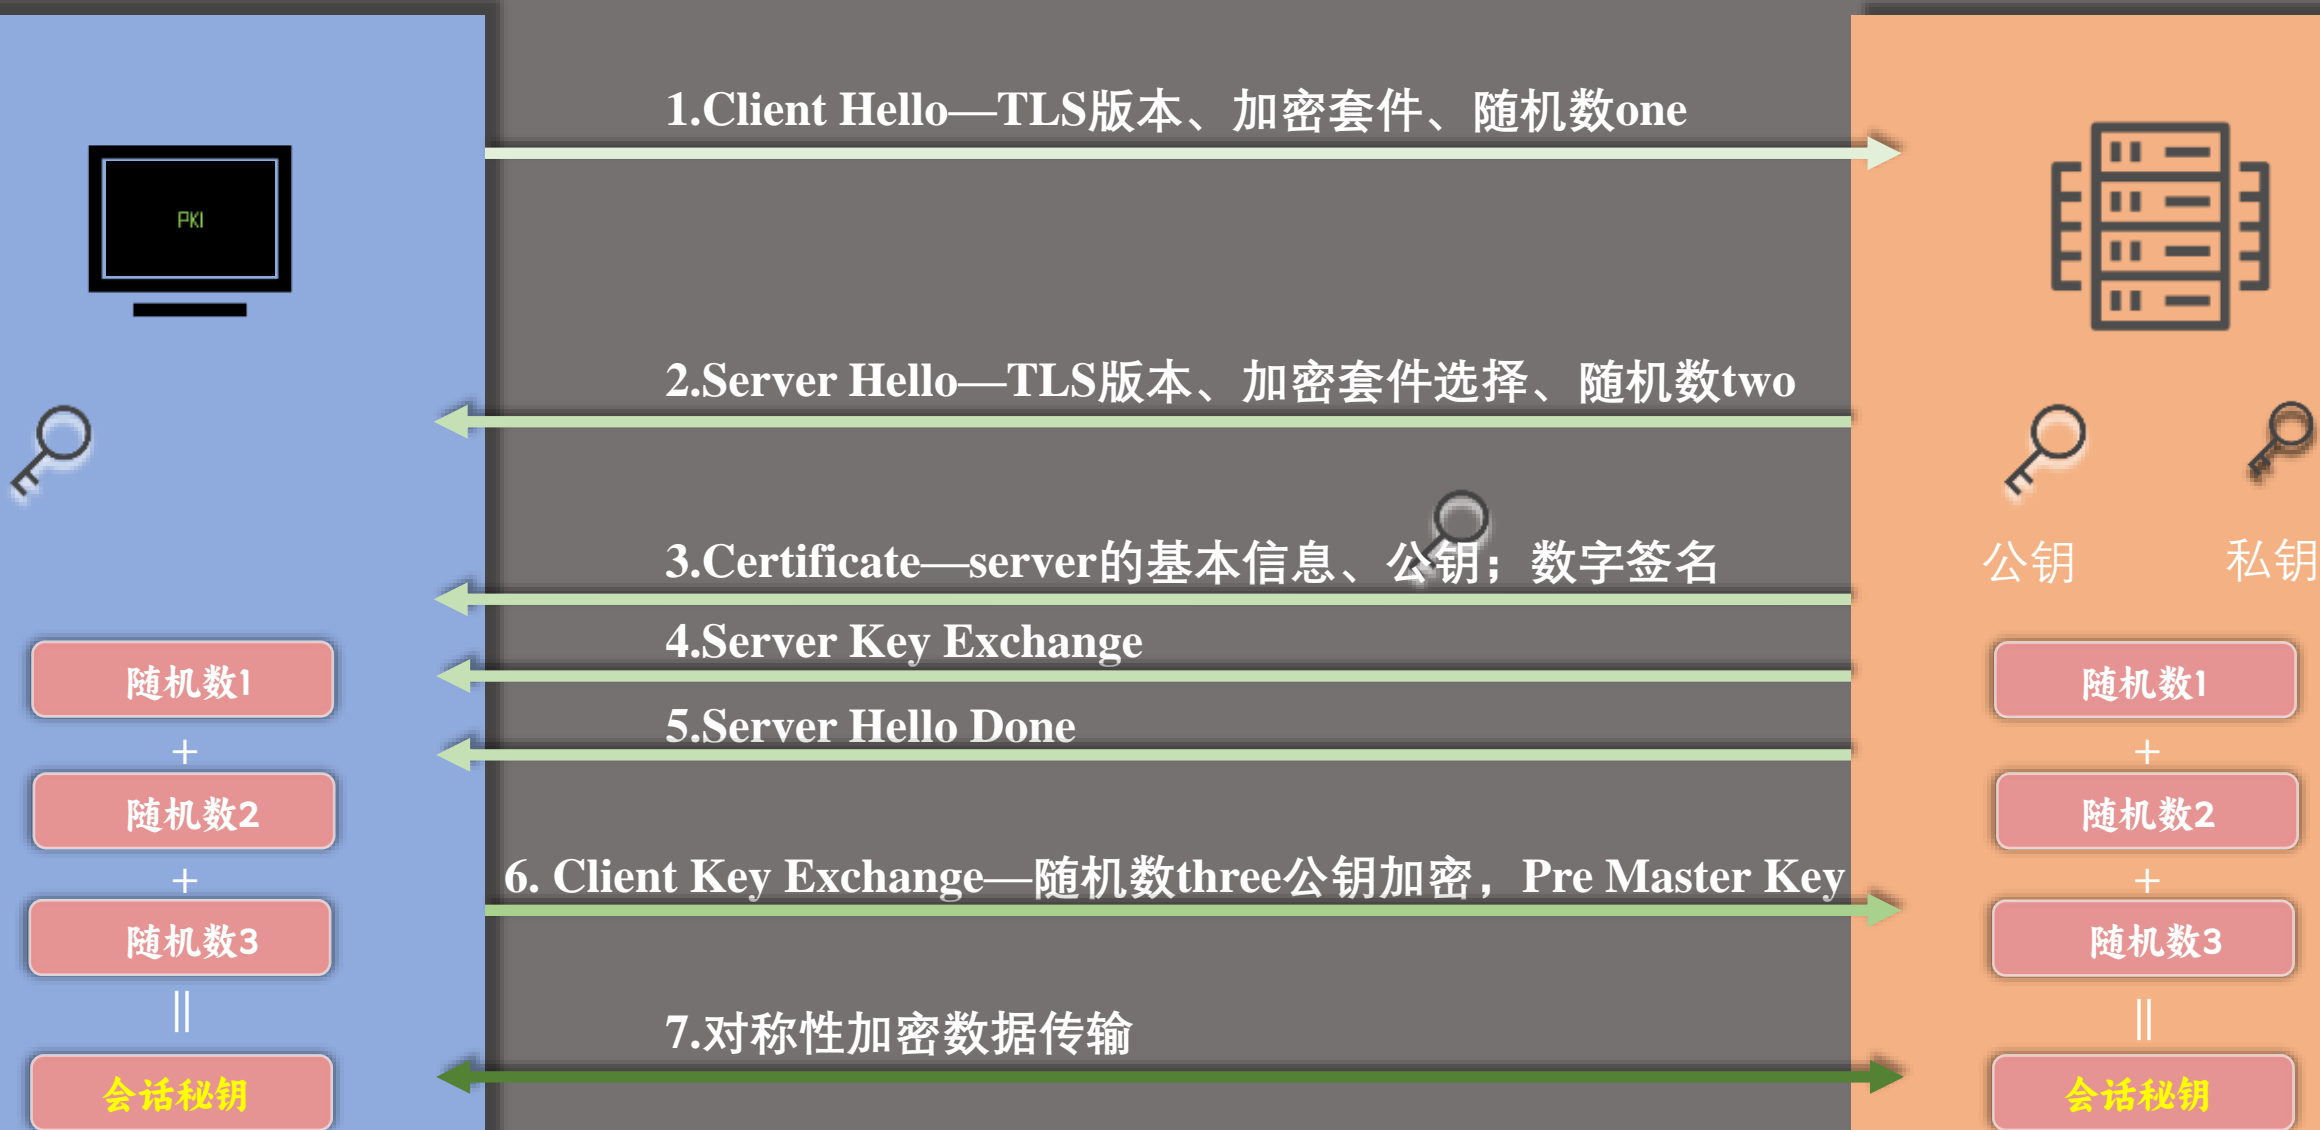 1.Client Hello—TLS版本、加密套件、随机数one
PKI
2.Server Hello—TLS版本、加密套件选择、随机数two
3.Certificate—server的基本信息、公钥；数字签名
公钥
私钥
4.Server Key Exchange
随机数1
随机数1
5.Server Hello Done
+
+
随机数2
随机数2
+
+
6. Client Key Exchange—随机数three公钥加密，Pre Master Key
随机数3
随机数3
||
||
7.对称性加密数据传输
会话秘钥
会话秘钥